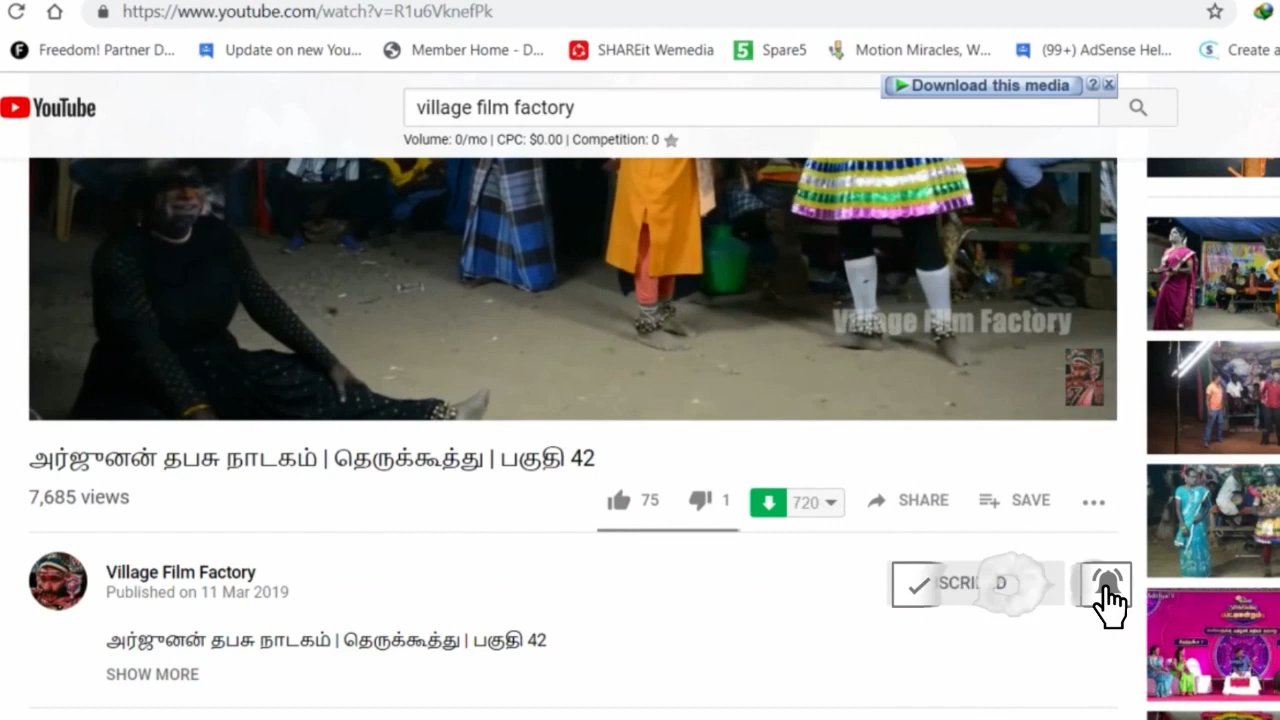 https://www.youtube.com/watch?v=R1u6VknefPk
Freedom! Partner D... Update on new You... Member Home - D... SHAREit Wemedia 5 Spare5 Motion Miracles, W... (99+) AdSense Hel... Create a
Download this media ? X
YouTube village film factory
Volume: 0/mo | CPC: $0.00 | Competition: 0
Village Film Factory
அர்ஜுனன் தபசு நாடகம் | தெருக்கூத்து | பகுதி 42
7,685 views 75 1 720 SHARE SAVE
Village Film Factory
Published on 11 Mar 2019
அர்ஜுனன் தபசு நாடகம் | தெருக்கூத்து | பகுதி 42
SHOW MORE